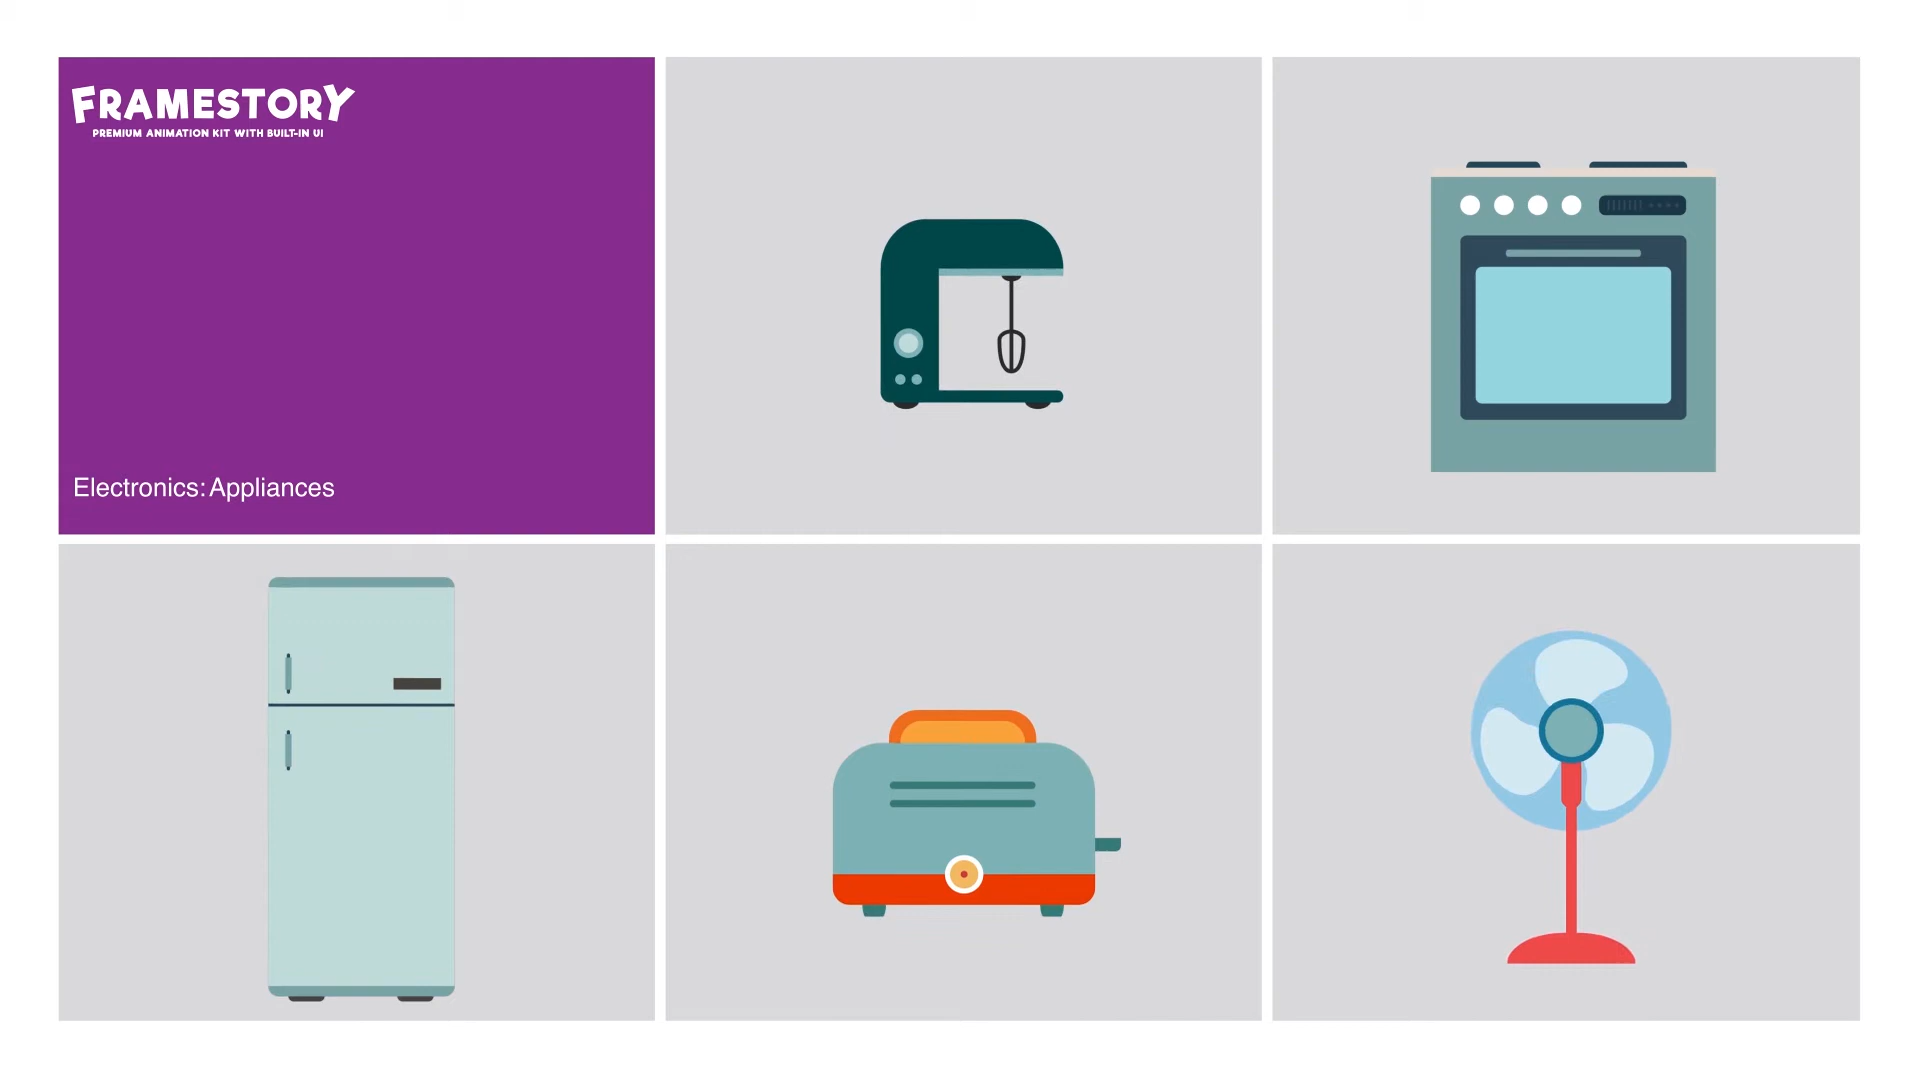 FRAMESTORY
PREMIUM ANIMATION KIT WITH BUILT-IN UI
Electronics: Appliances